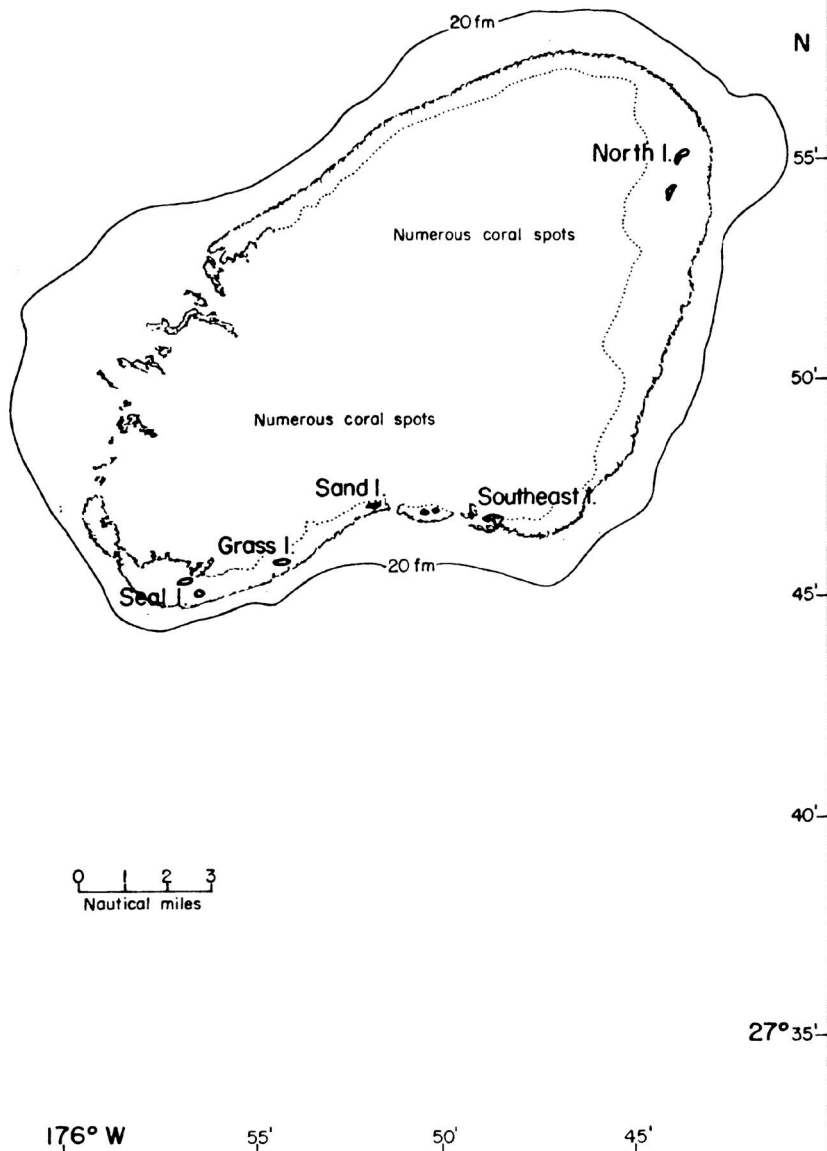 20 fm
N
North I.
55'
Numerous coral spots
50'
Numerous coral spots
Sand I.
Southeast I.
Grass I.
20 fm
Seal I.
45'
40'
0 1 2 3
Nautical miles
27° 35'
176° W 55' 50' 45'